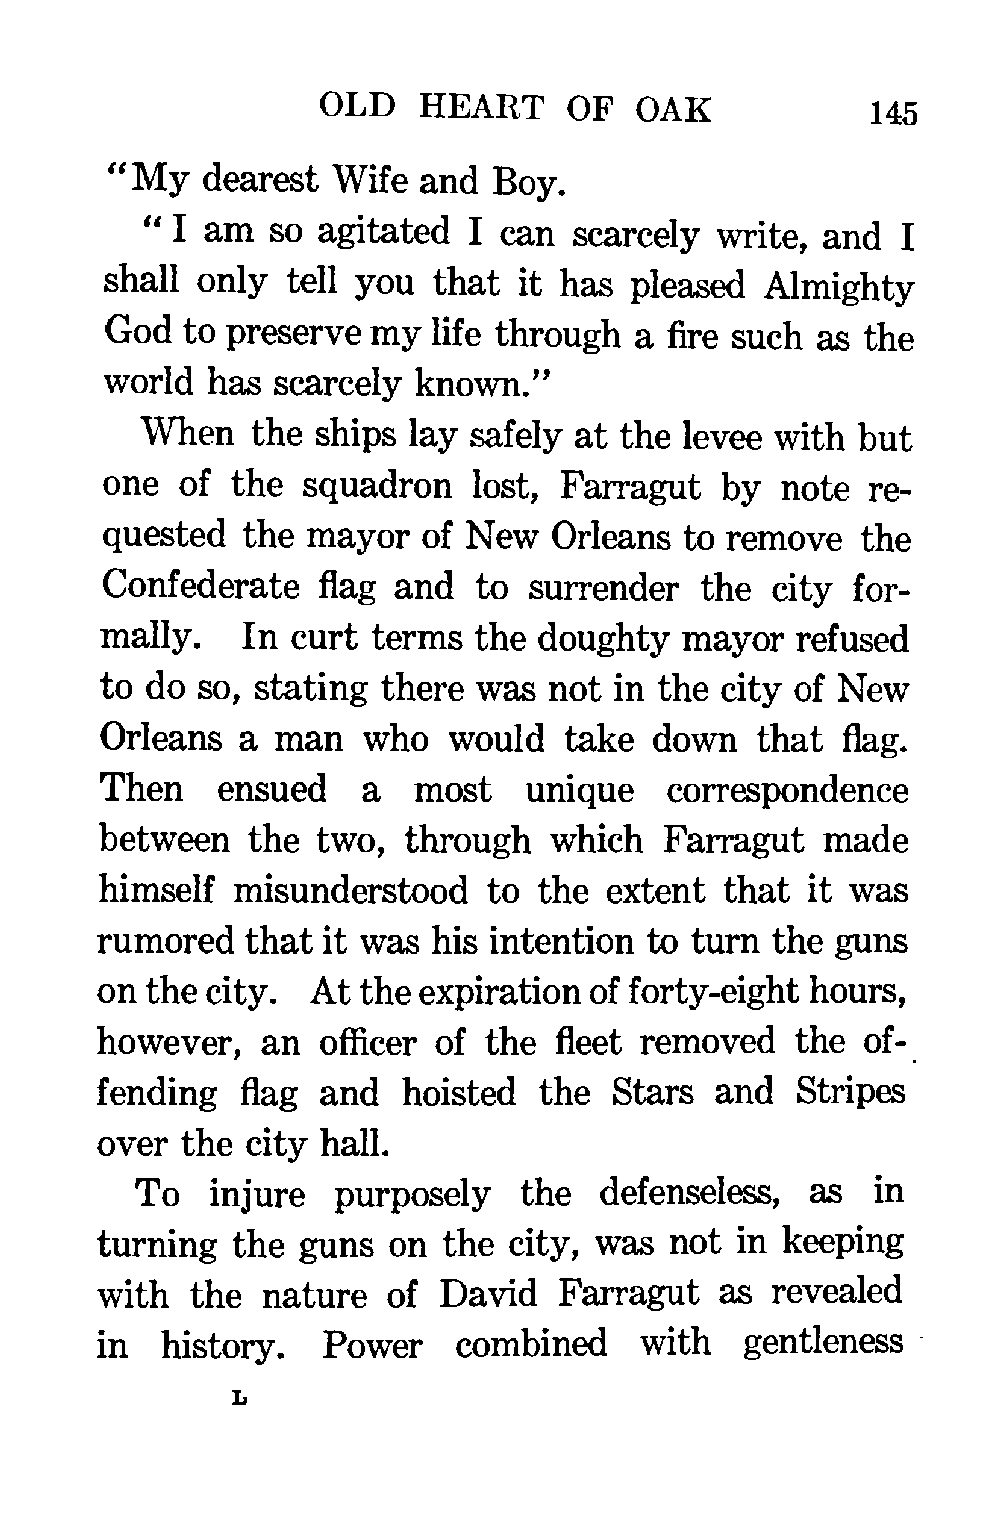 OLD HEART OF OAK 145
“My dearest Wife and Boy.
“I am so agitated I can scarcely write, and I
shall only tell you that it has pleased Almighty
God to preserve my life through a fire such as the
world has scarcely known.”
When the ships lay safely at the levee with but
one of the squadron lost, Farragut by note re-
quested the mayor of New Orleans to remove the
Confederate flag and to surrender the city for-
mally. In curt terms the doughty mayor refused
to do so, stating there was not in the city of New
Orleans a man who would take down that flag.
Then ensued a most unique correspondence
between the two, through which Farragut made
himself misunderstood to the extent that it was
rumored that it was his intention to turn the guns
on the city. At the expiration of forty-eight hours,
however, an officer of the fleet removed the of-
fending flag and hoisted the Stars and Stripes
over the city hall.
To injure purposely the defenseless, as in
turning the guns on the city, was not in keeping
with the nature of David Farragut as revealed
in history. Power combined with gentleness
L